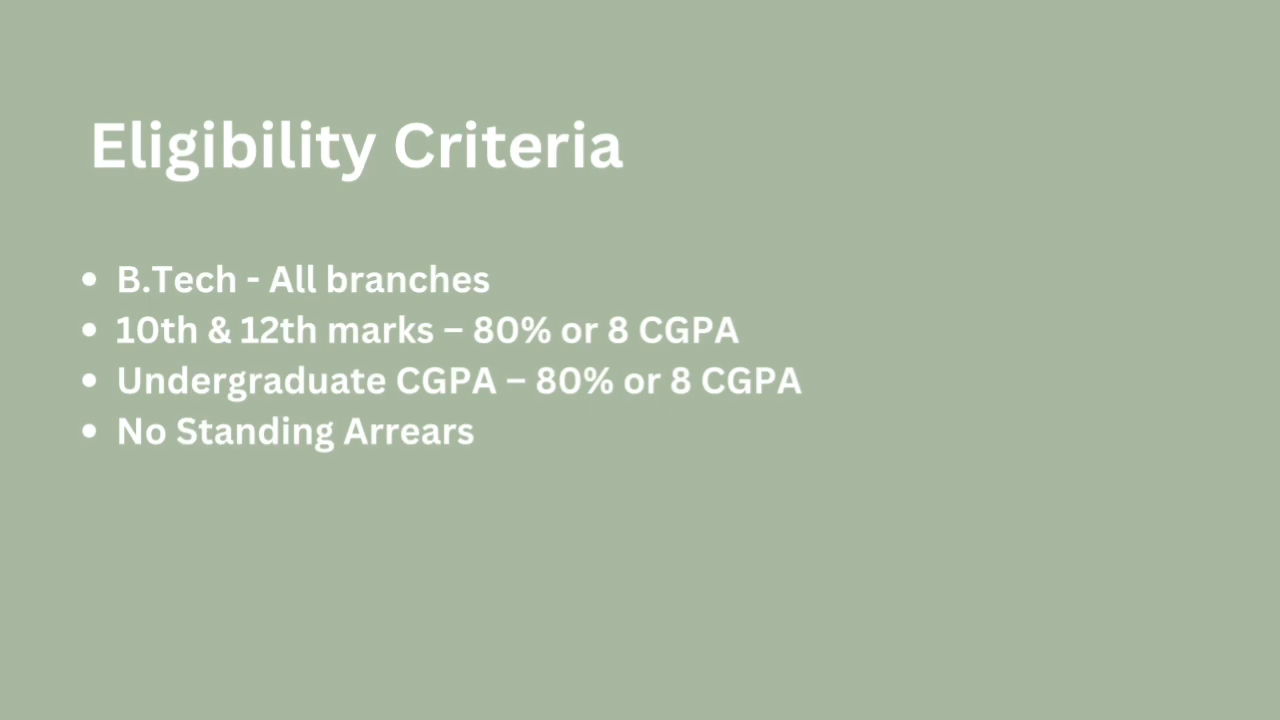 Eligibility Criteria
• B.Tech - All branches
• 10th & 12th marks – 80% or 8 CGPA
• Undergraduate CGPA – 80% or 8 CGPA
• No Standing Arrears